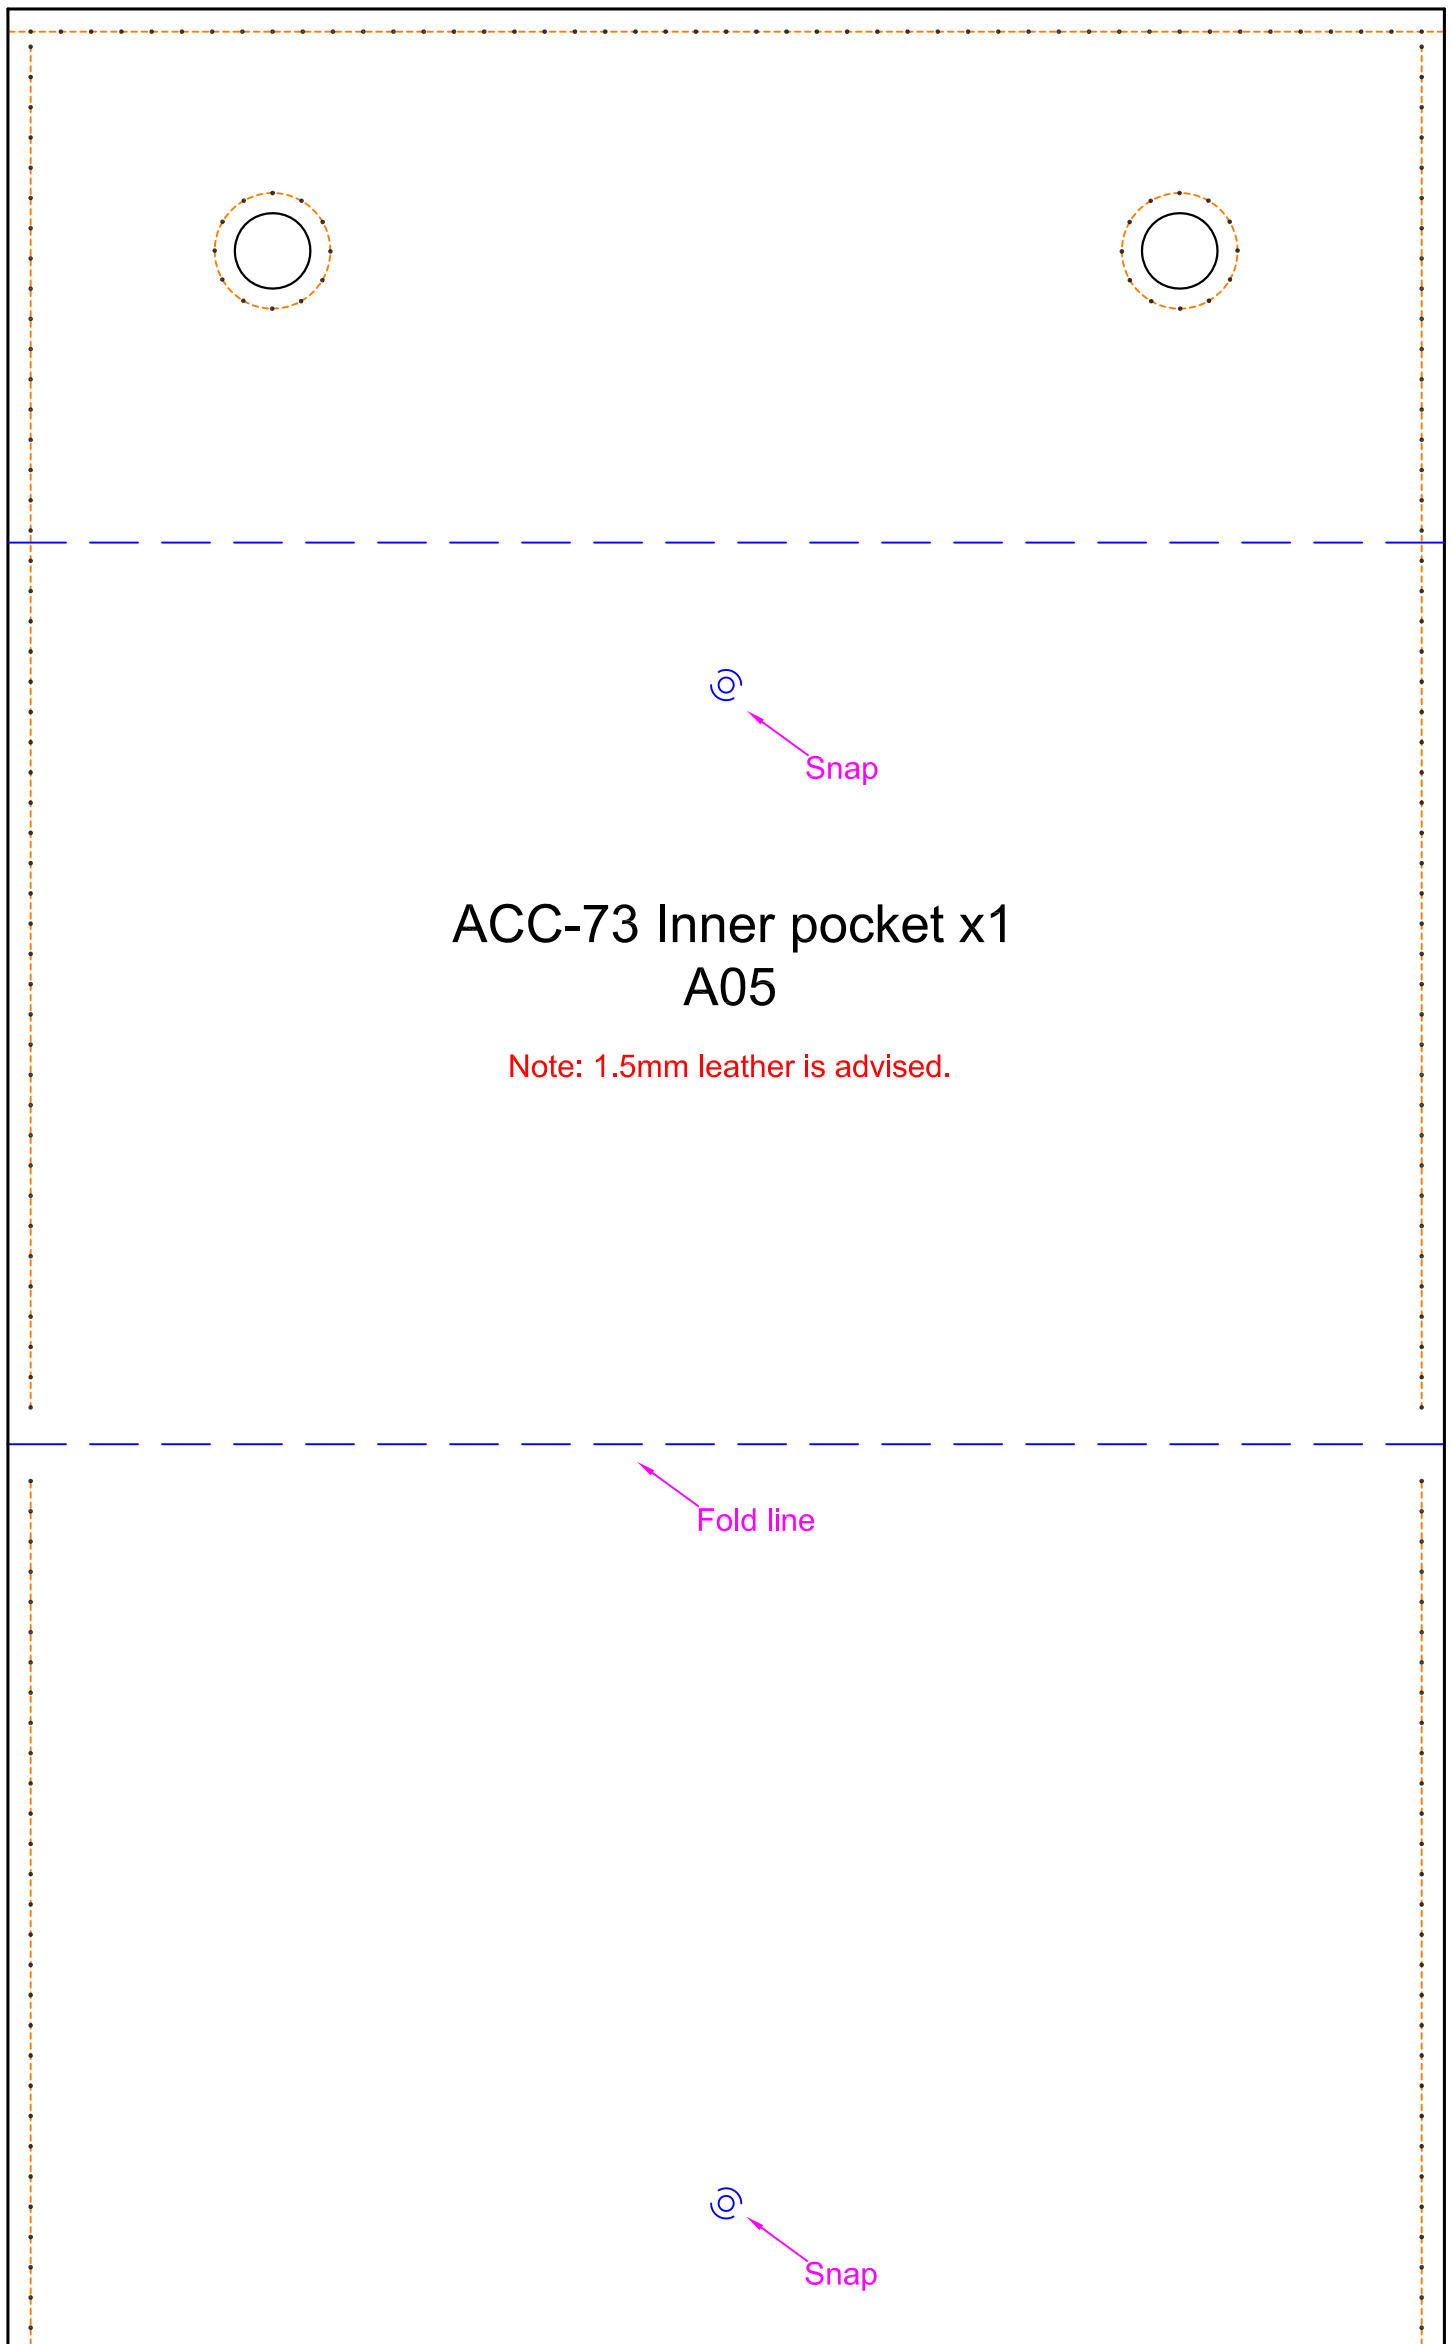 Snap
ACC-73 Inner pocket x1
A05
Note: 1.5mm leather is advised.
Fold line
Snap